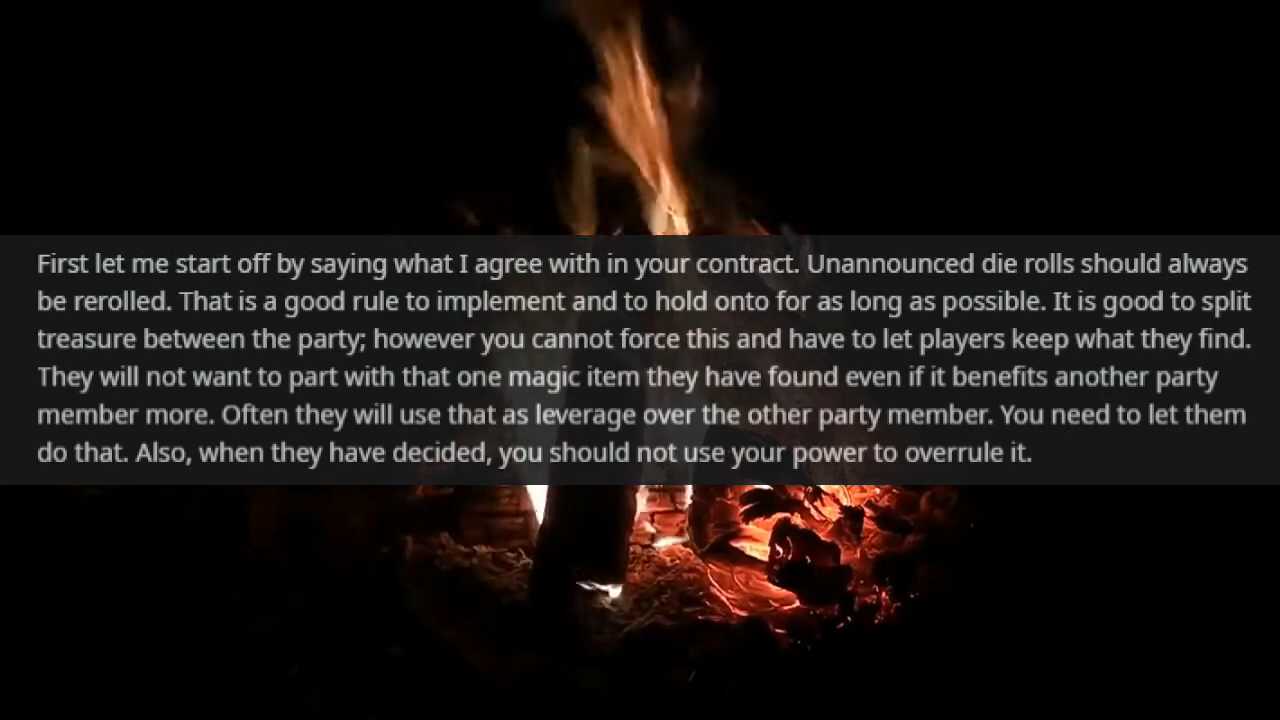 First let me start off by saying what I agree with in your contract. Unannounced die rolls should always
be rerolled. That is a good rule to implement and to hold onto for as long as possible. It is good to split
treasure between the party; however you cannot force this and have to let players keep what they find.
They will not want to part with that one magic item they have found even if it benefits another party
member more. Often they will use that as leverage over the other party member. You need to let them
do that. Also, when they have decided, you should not use your power to overrule it.